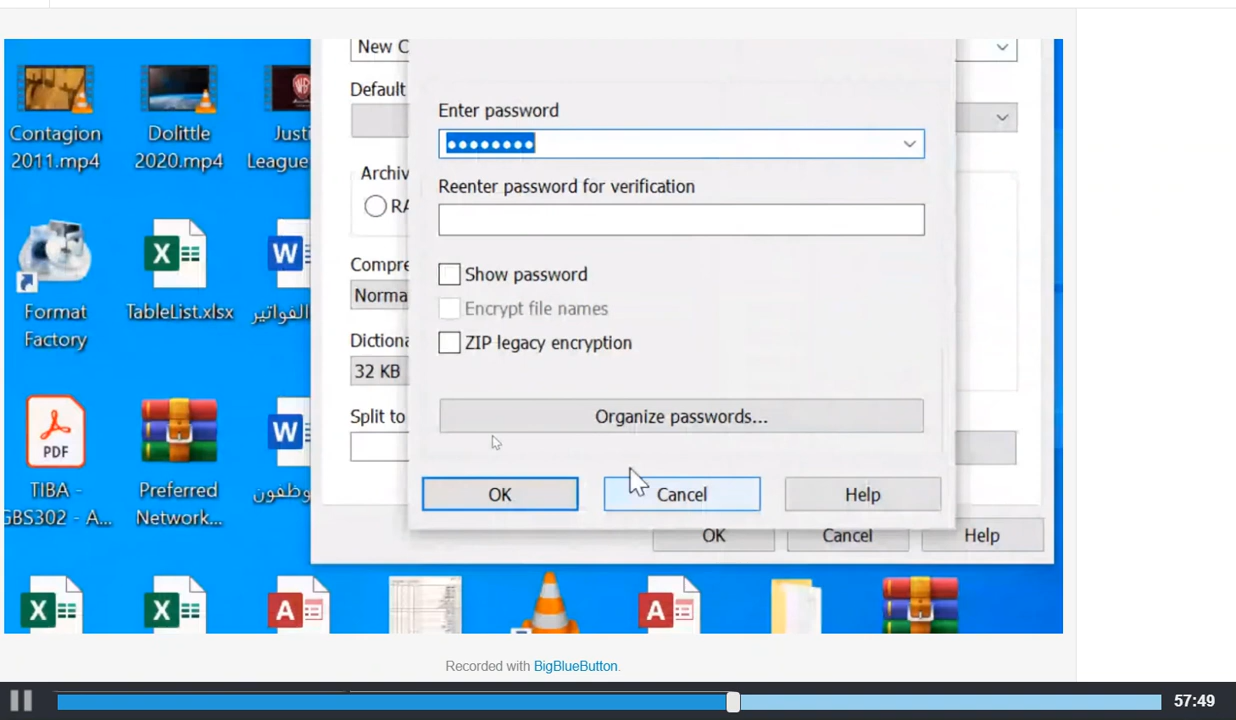 New C
Default
Enter password
Reenter password for verification
Archiv
RA
Show password
Encrypt file names
ZIP legacy encryption
Compre
Norma
Dictiona
32 KB
Split to
Organize passwords...
OK
Cancel
Help
OK
Cancel
Help
Contagion
2011.mp4
Dolittle
2020.mp4
Justi
League
Format
Factory
TableList.xlsx
الفواتير
TIBA -
GBS302 - A...
Preferred
Network...
Recorded with BigBlueButton.
57:49